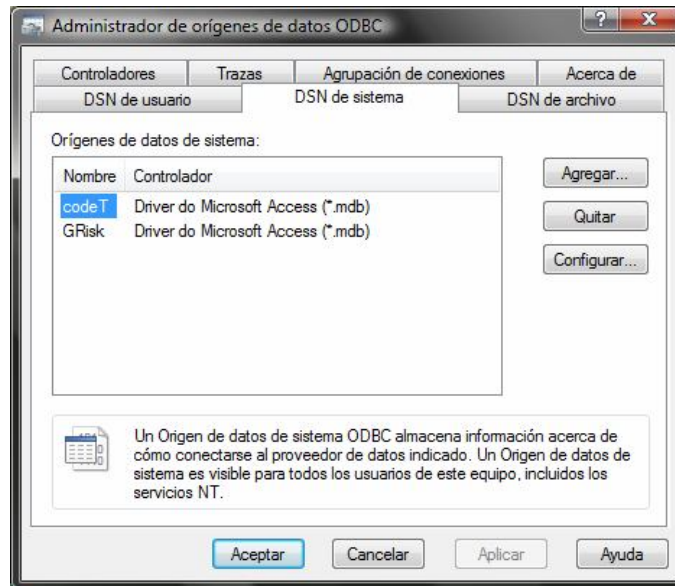 Administrador de orígenes de datos ODBC
Controladores Trazas Agrupación de conexiones Acerca de
DSN de usuario DSN de sistema DSN de archivo
Orígenes de datos de sistema:
Nombre Controlador
codeT Driver do Microsoft Access (*.mdb)
GRisk Driver do Microsoft Access (*.mdb)
Agregar...
Quitar
Configurar...
Un Origen de datos de sistema ODBC almacena información acerca de
cómo conectarse al proveedor de datos indicado. Un Origen de datos de
sistema es visible para todos los usuarios de este equipo, incluidos los
servicios NT.
Aceptar Cancelar Aplicar Ayuda